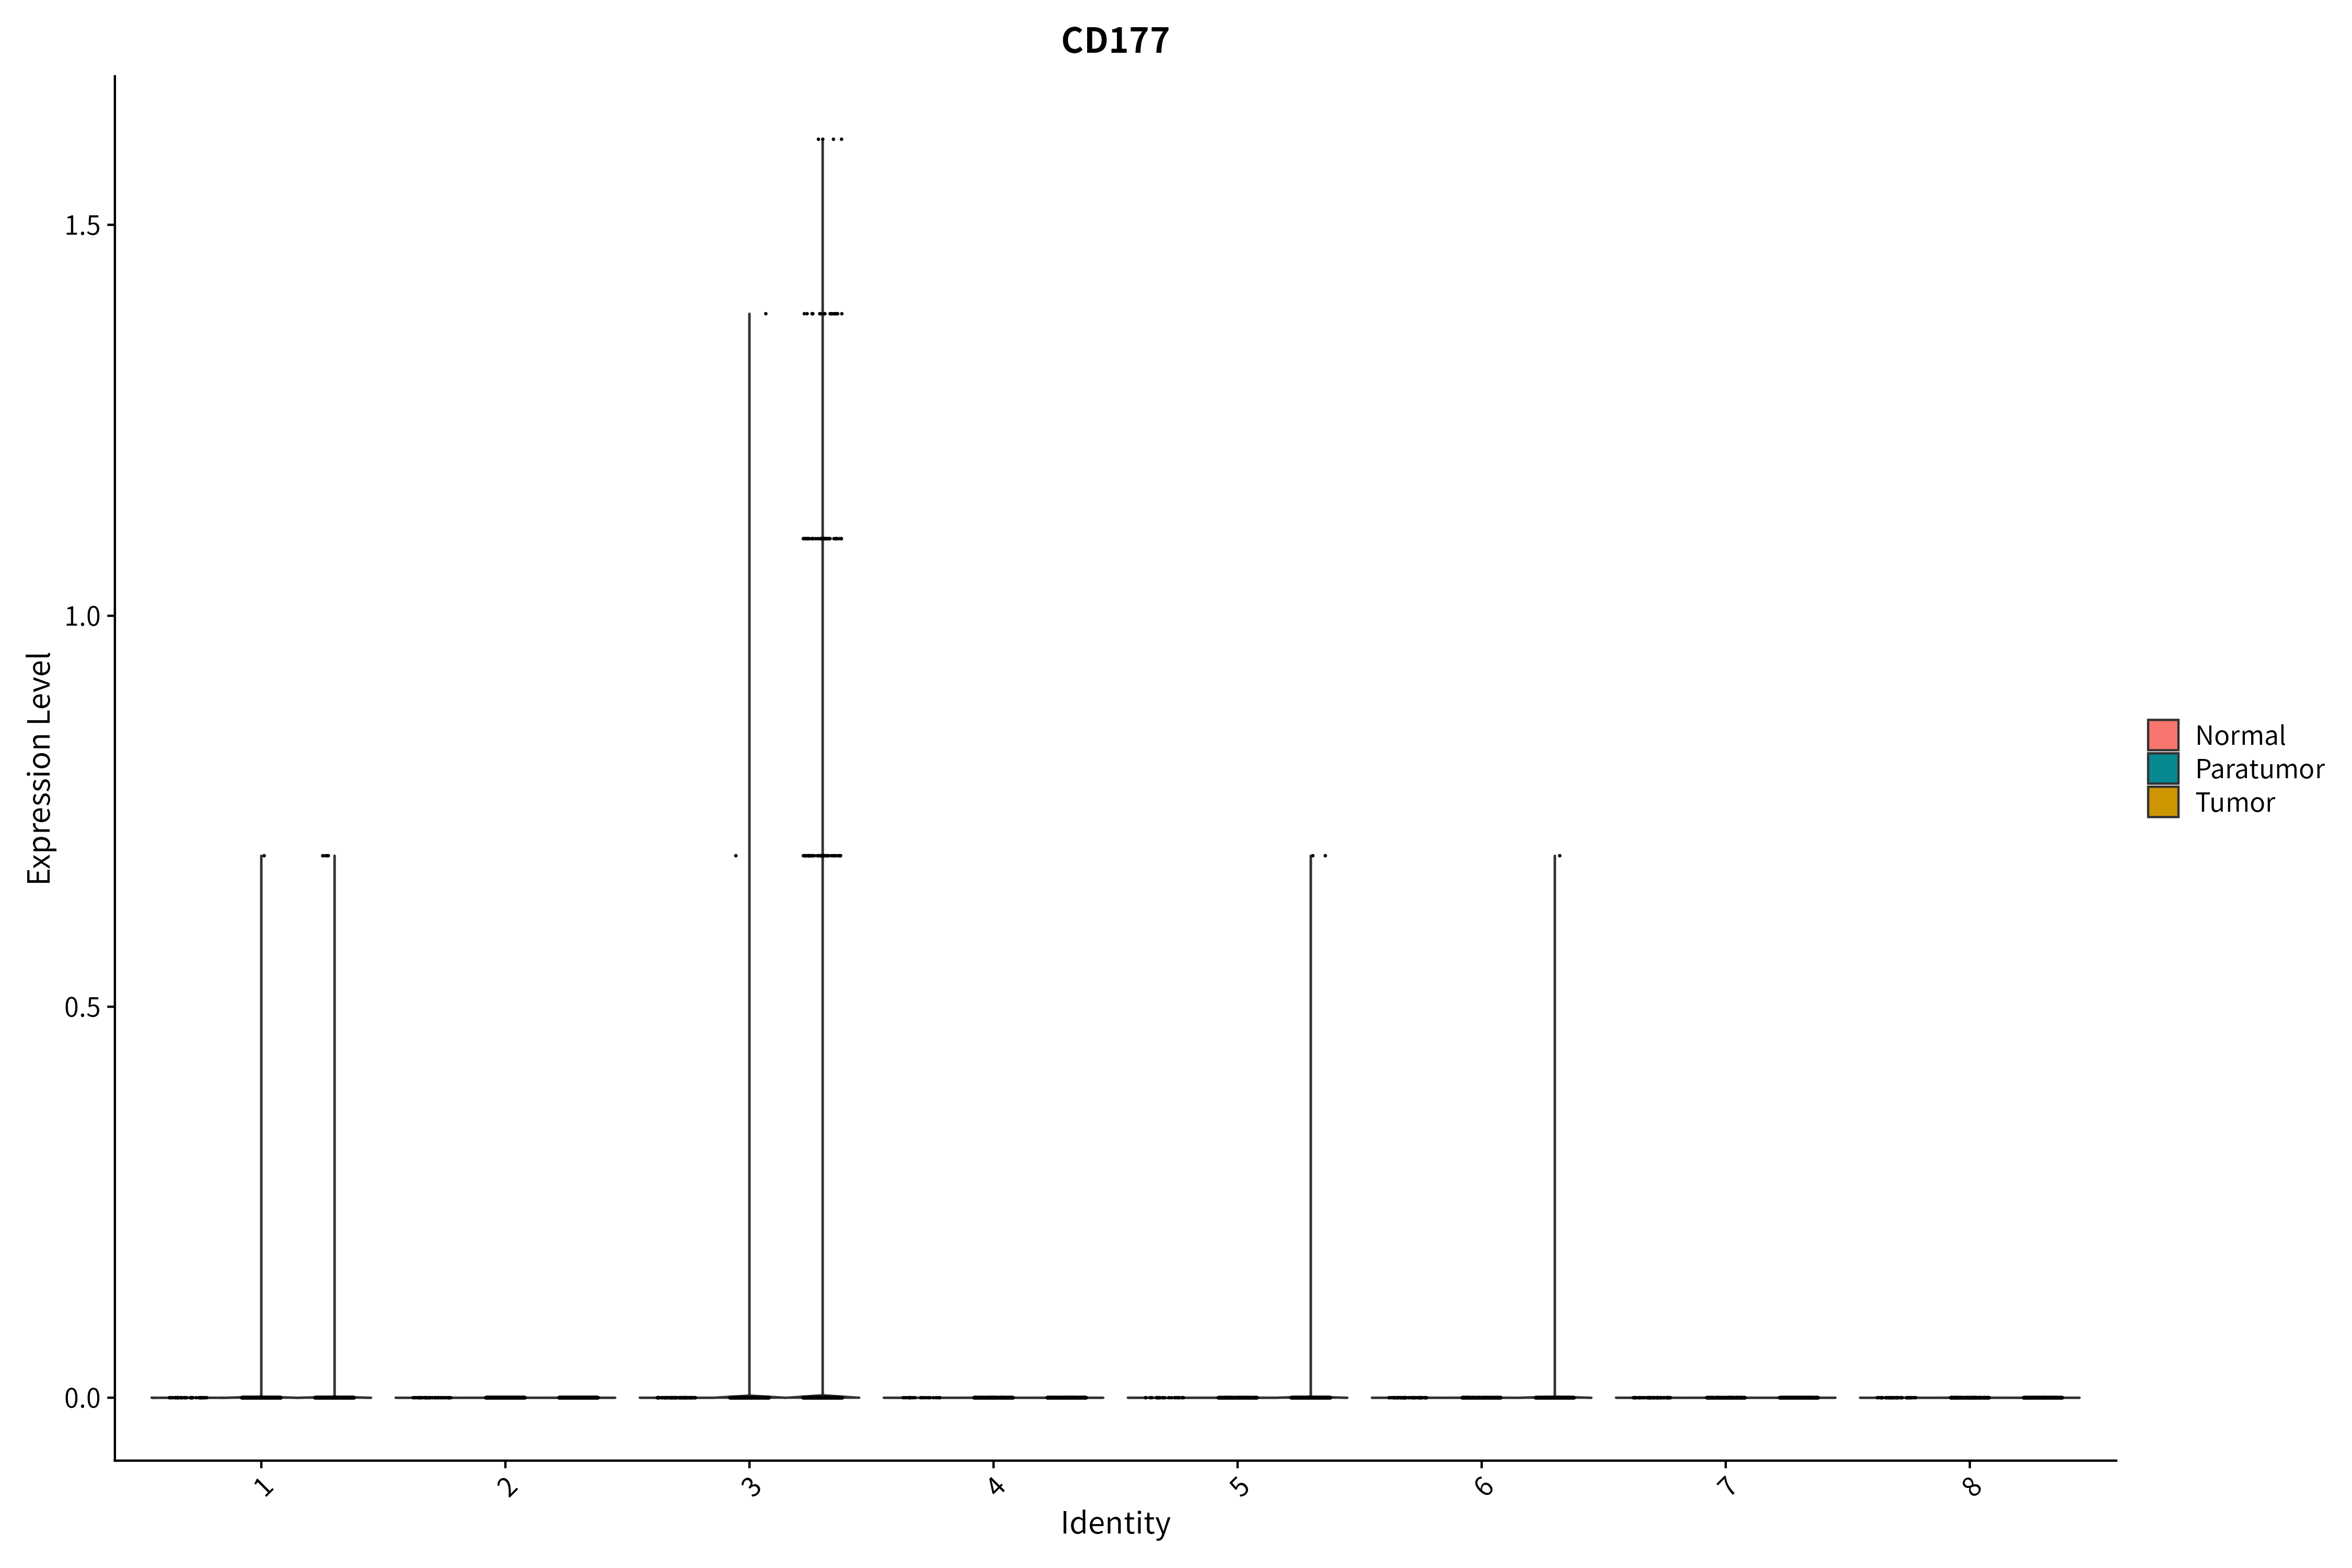 CD177
Expression Level
1.5
1.0
0.5
0.0
1 2 3 4 5 6 7 8
Identity
Normal
Paratumor
Tumor